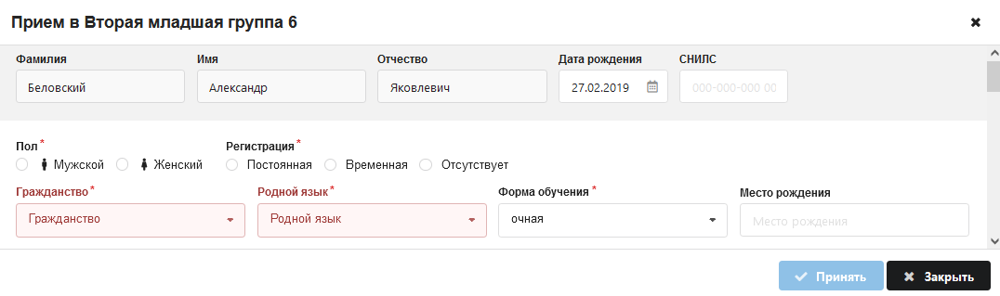 Прием в Вторая младшая группа 6
Фамилия Имя Отчество Дата рождения СНИЛС
Беловский Александр Яковлевич 27.02.2019 000-000-000 00
Пол * Регистрация *
Мужской Женский Постоянная Временная Отсутствует
Гражданство * Родной язык * Форма обучения * Место рождения
Гражданство Родной язык очная Место рождения
Принять Закрыть